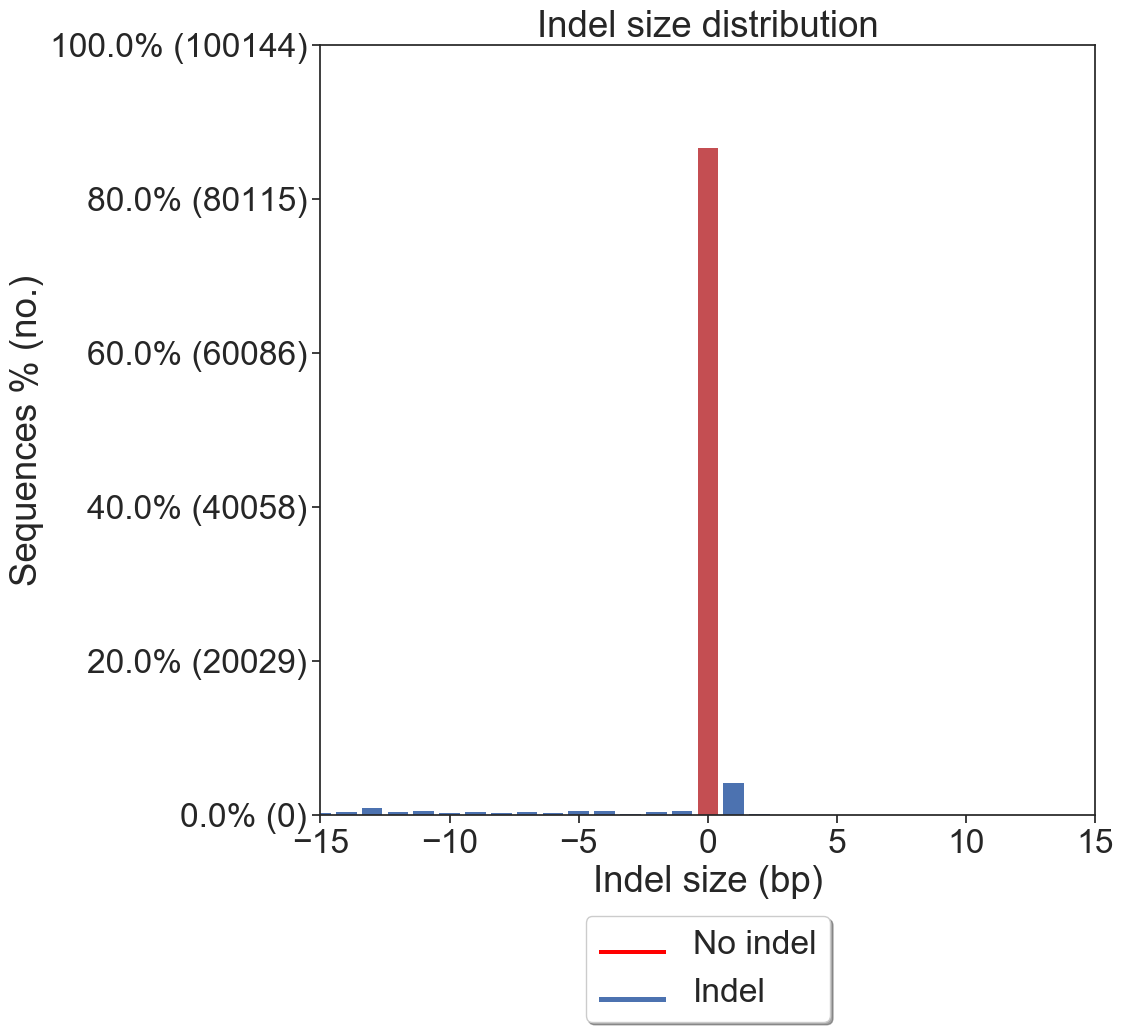 Indel size distribution
100.0% (100144)
80.0% (80115)
60.0% (60086)
40.0% (40058)
20.0% (20029)
0.0% (0)
Sequences % (no.)
−15 −10 −5 0 5 10 15
Indel size (bp)
No indel
Indel